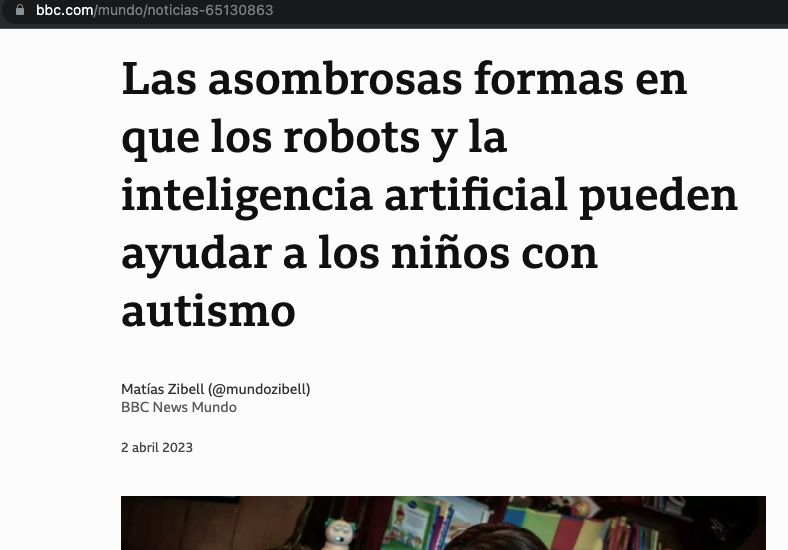 bbc.com/mundo/noticias-65130863
Las asombrosas formas en
que los robots y la
inteligencia artificial pueden
ayudar a los niños con
autismo
Matías Zibell (@mundozibell)
BBC News Mundo
2 abril 2023